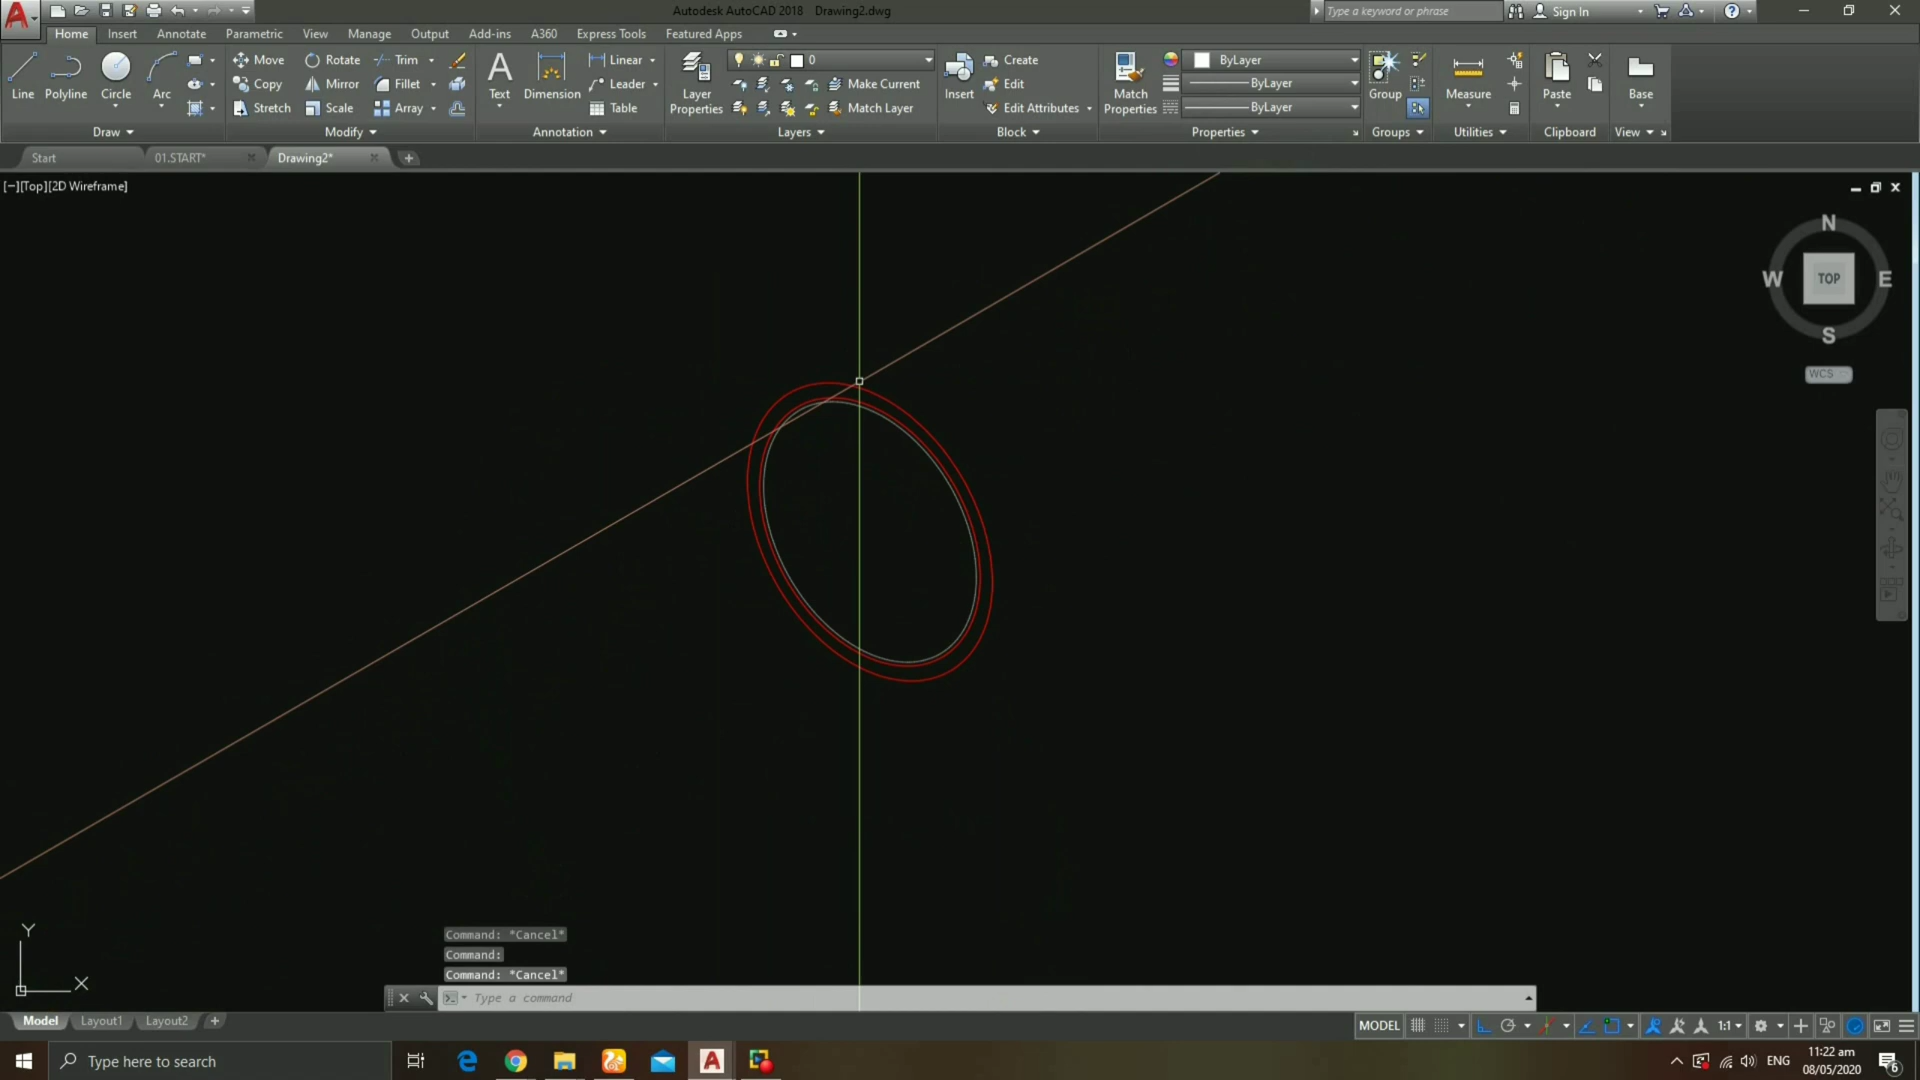 Autodesk AutoCAD 2018 Drawing2.dwg
Type a keyword or phrase
Sign In
Home Insert Annotate Parametric View Manage Output Add-ins A360 Express Tools Featured Apps
Line Polyline Circle Arc
Move Rotate Trim
Copy Mirror Fillet
Stretch Scale Array
Text Dimension
Linear
Leader
Table
Layer Properties
0
Make Current
Match Layer
Insert
Create
Edit
Edit Attributes
Match Properties
ByLayer
ByLayer
ByLayer
Group
Measure
Paste
Base
Draw Modify Annotation Layers Block Properties Groups Utilities Clipboard View
Start 01.START* Drawing2*
[−][Top][2D Wireframe]
N
W TOP E
S
WCS
Y
X
Command: *Cancel*
Command:
Command: *Cancel*
Type a command
Model Layout1 Layout2
MODEL 1:1
Type here to search
ENG
11:22 am
08/05/2020
6